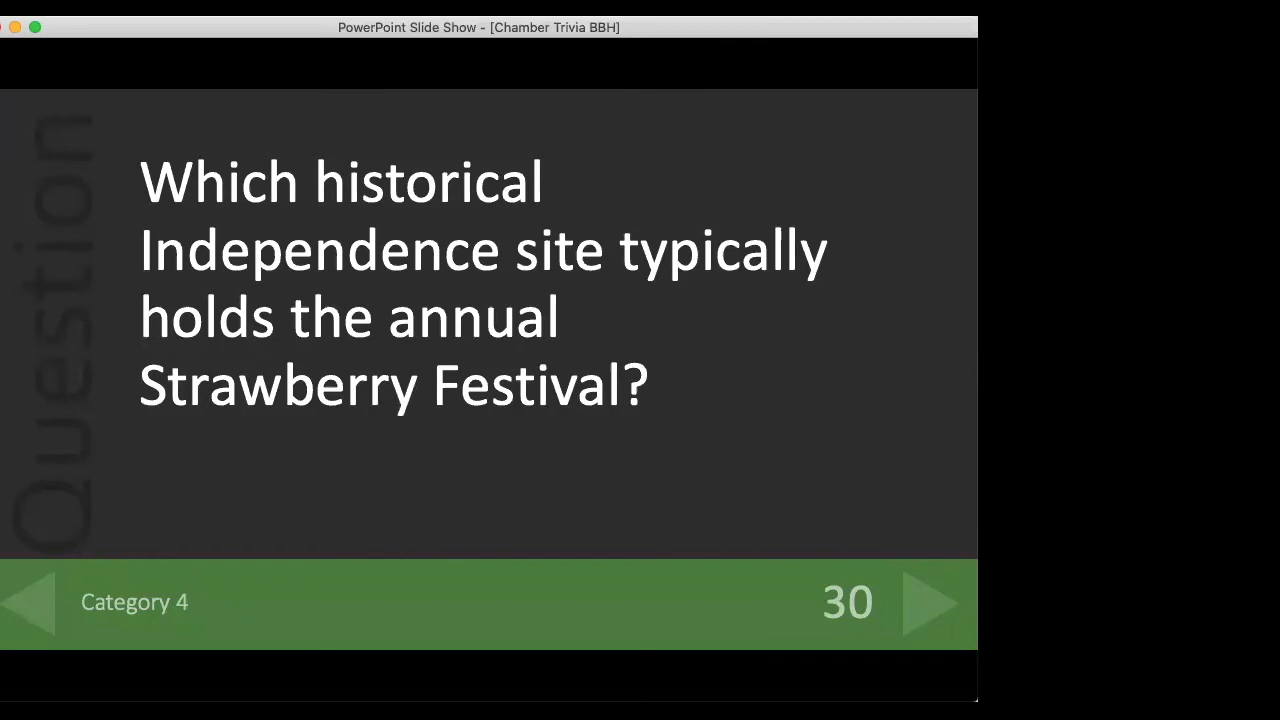 PowerPoint Slide Show - [Chamber Trivia BBH]
Question
Which historical
Independence site typically
holds the annual
Strawberry Festival?
Category 4
30